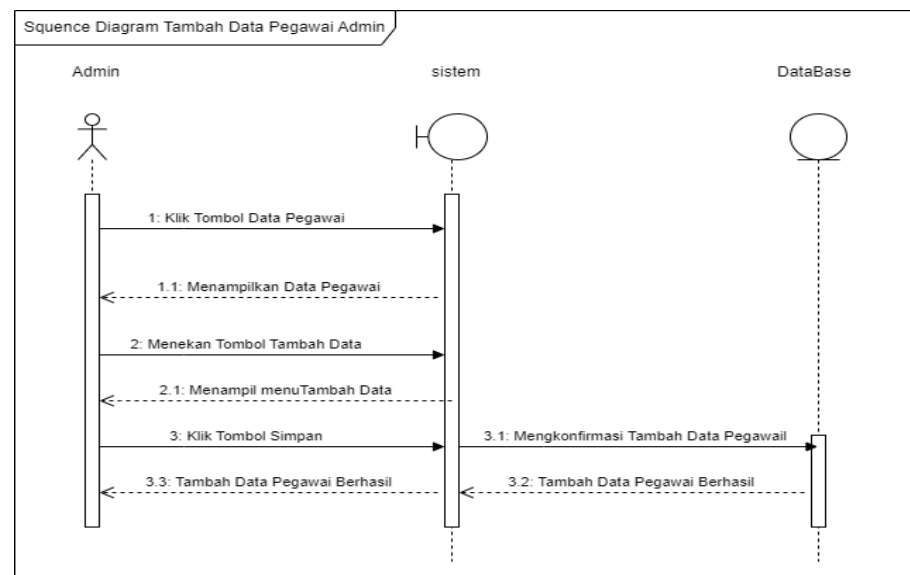 Squence Diagram Tambah Data Pegawai Admin
Admin
sistem
DataBase
1: Klik Tombol Data Pegawai
1.1: Menampilkan Data Pegawai
2: Menekan Tombol Tambah Data
2.1: Menampil menuTambah Data
3: Klik Tombol Simpan
3.1: Mengkonfirmasi Tambah Data Pegawail
3.3: Tambah Data Pegawai Berhasil
3.2: Tambah Data Pegawai Berhasil